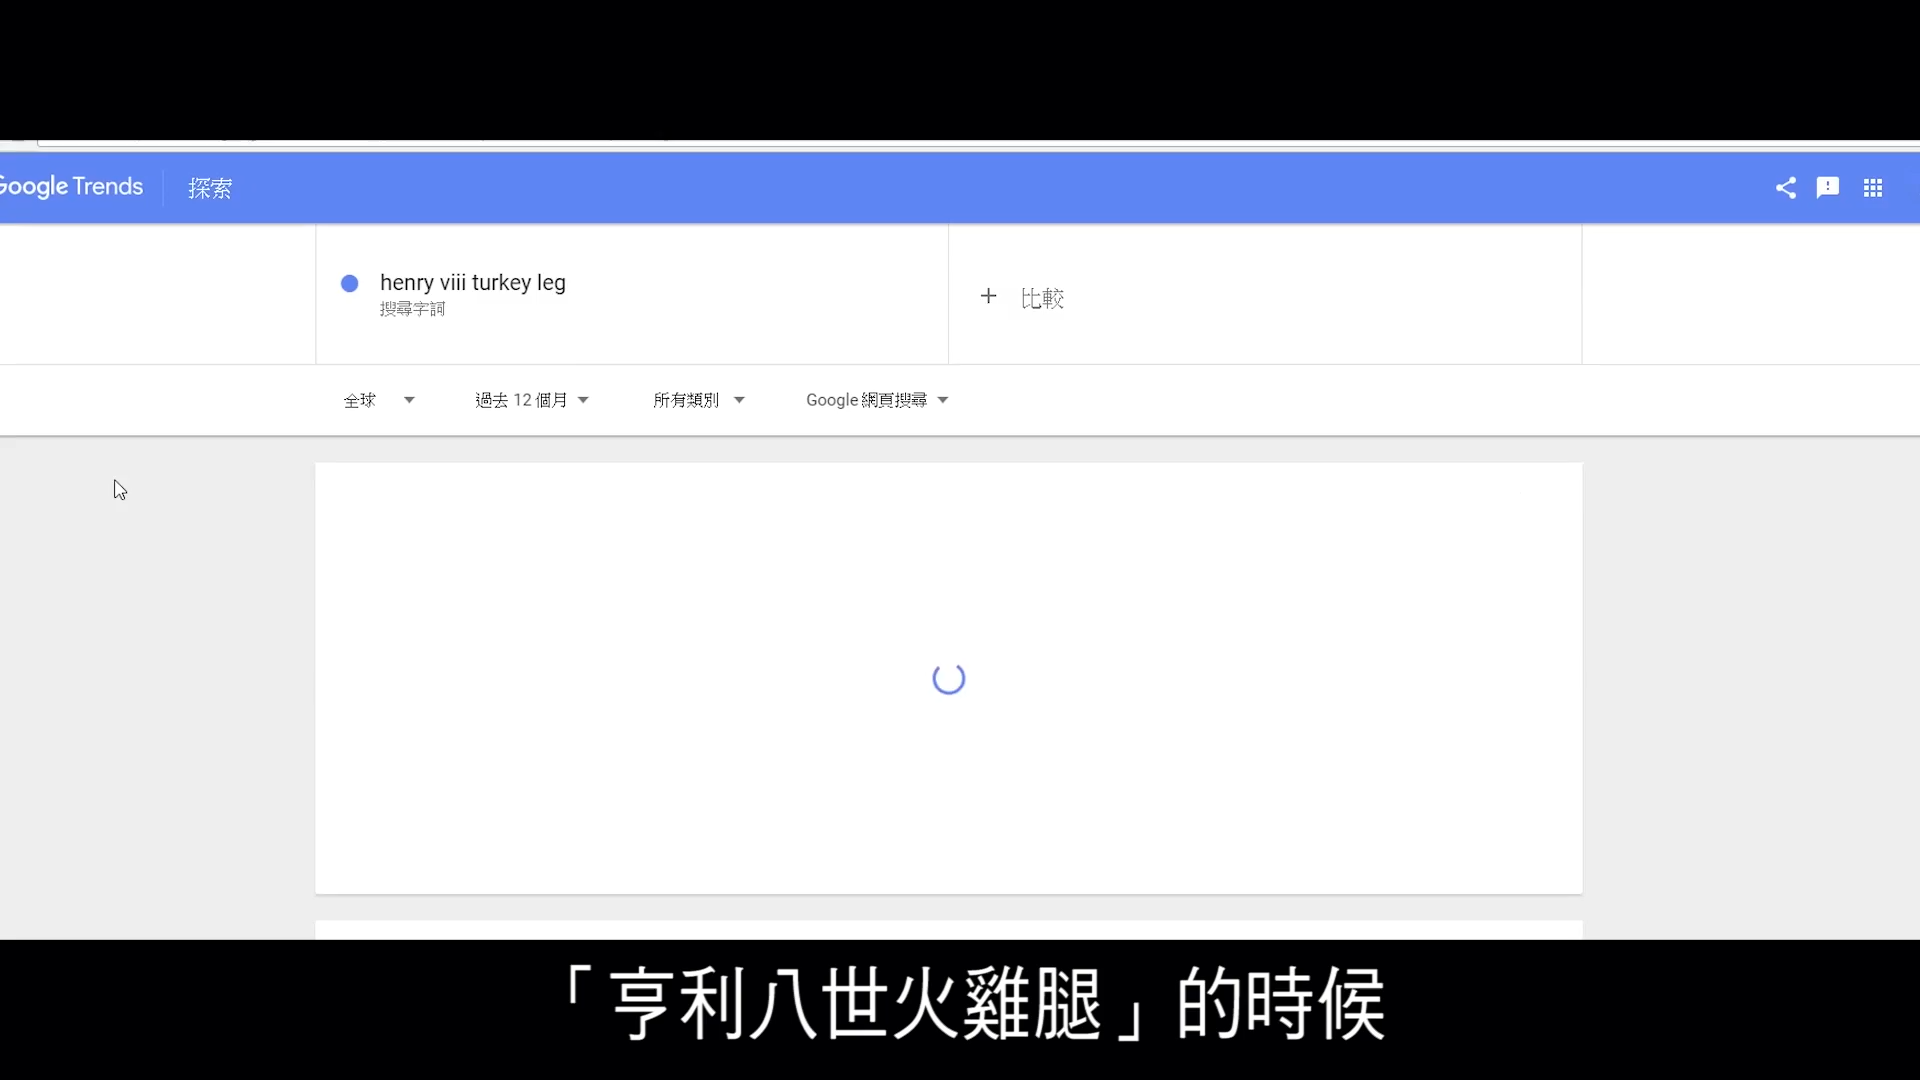 Google Trends 探索
henry viii turkey leg
搜尋字詞
+ 比較
全球 過去 12 個月 所有類別 Google 網頁搜尋
「亨利八世火雞腿」的時候